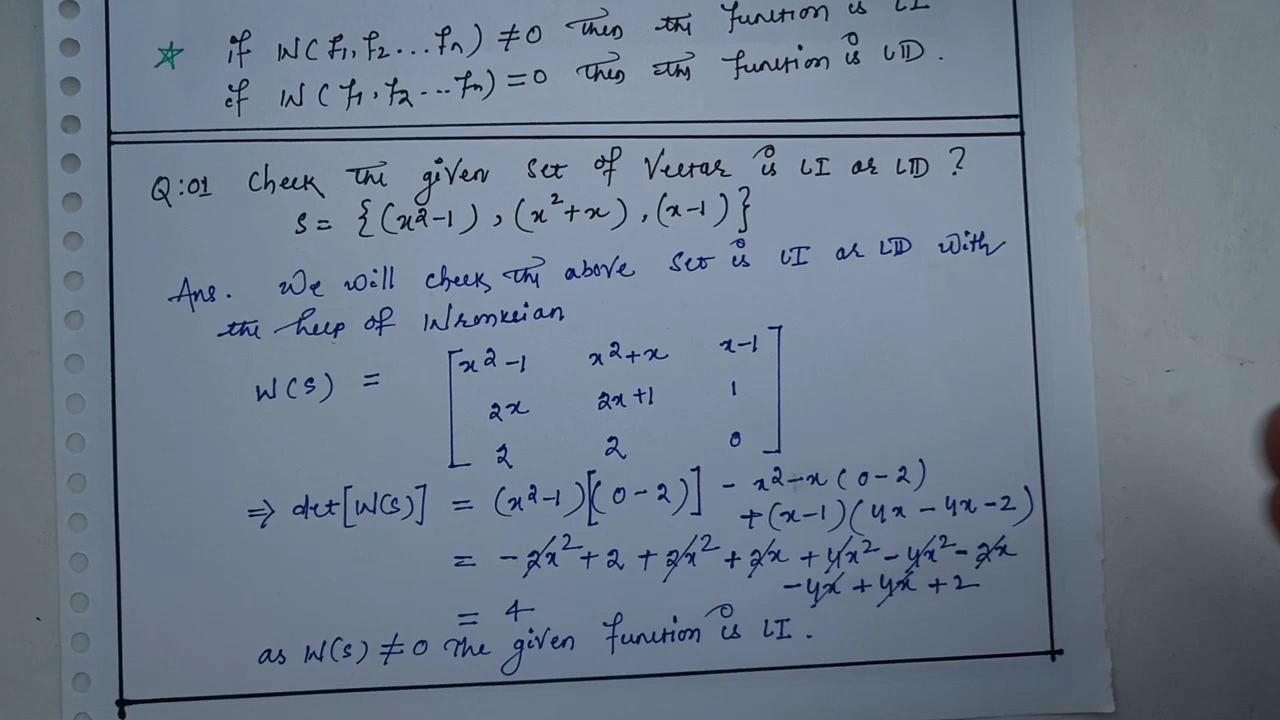 ★ if W(f₁, f₂ ... fₙ) ≠ 0 Then the function is LI
if W(f₁, f₂ ... fₙ) = 0 Then the function is LD.
Q:01 Check The given Set of Vector is LI or LD ?
S = {(x²-1), (x²+x), (x-1)}
Ans. We will check the above Set is LI or LD With
the help of Wronskian
W(S) = [x²-1 x²+x x-1
2x 2x+1 1
2 2 0]
⇒ det[W(S)] = (x²-1)[(0-2)] - x²-x(0-2)
+(x-1)(4x-4x-2)
= -2x²+2+2x²+2x+4x²-4x²-2x
-4x+4x+2
= 4
as W(S) ≠ 0 The given function is LI.